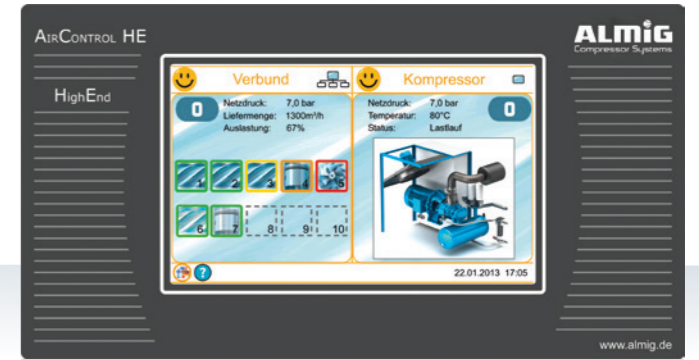 AIRCONTROL HE
ALMiG
Compressor Systems
HighEnd
Verbund
Kompressor
0
Netzdruck: 7,0 bar
Liefermenge: 1300m³/h
Auslastung: 67%
Netzdruck: 7,0 bar
Temperatur: 80°C
Status: Lastlauf
0
1 2 3 4 5
6 7 8 9 10
?
22.01.2013 17:05
www.almig.de